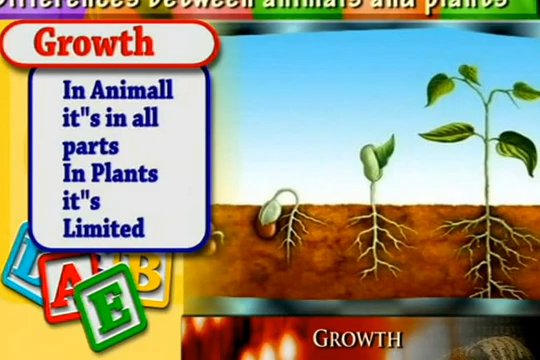 Differences between animals and plants
Growth
In Animall
it"s in all
parts
In Plants
it"s
Limited
A B
E
GROWTH